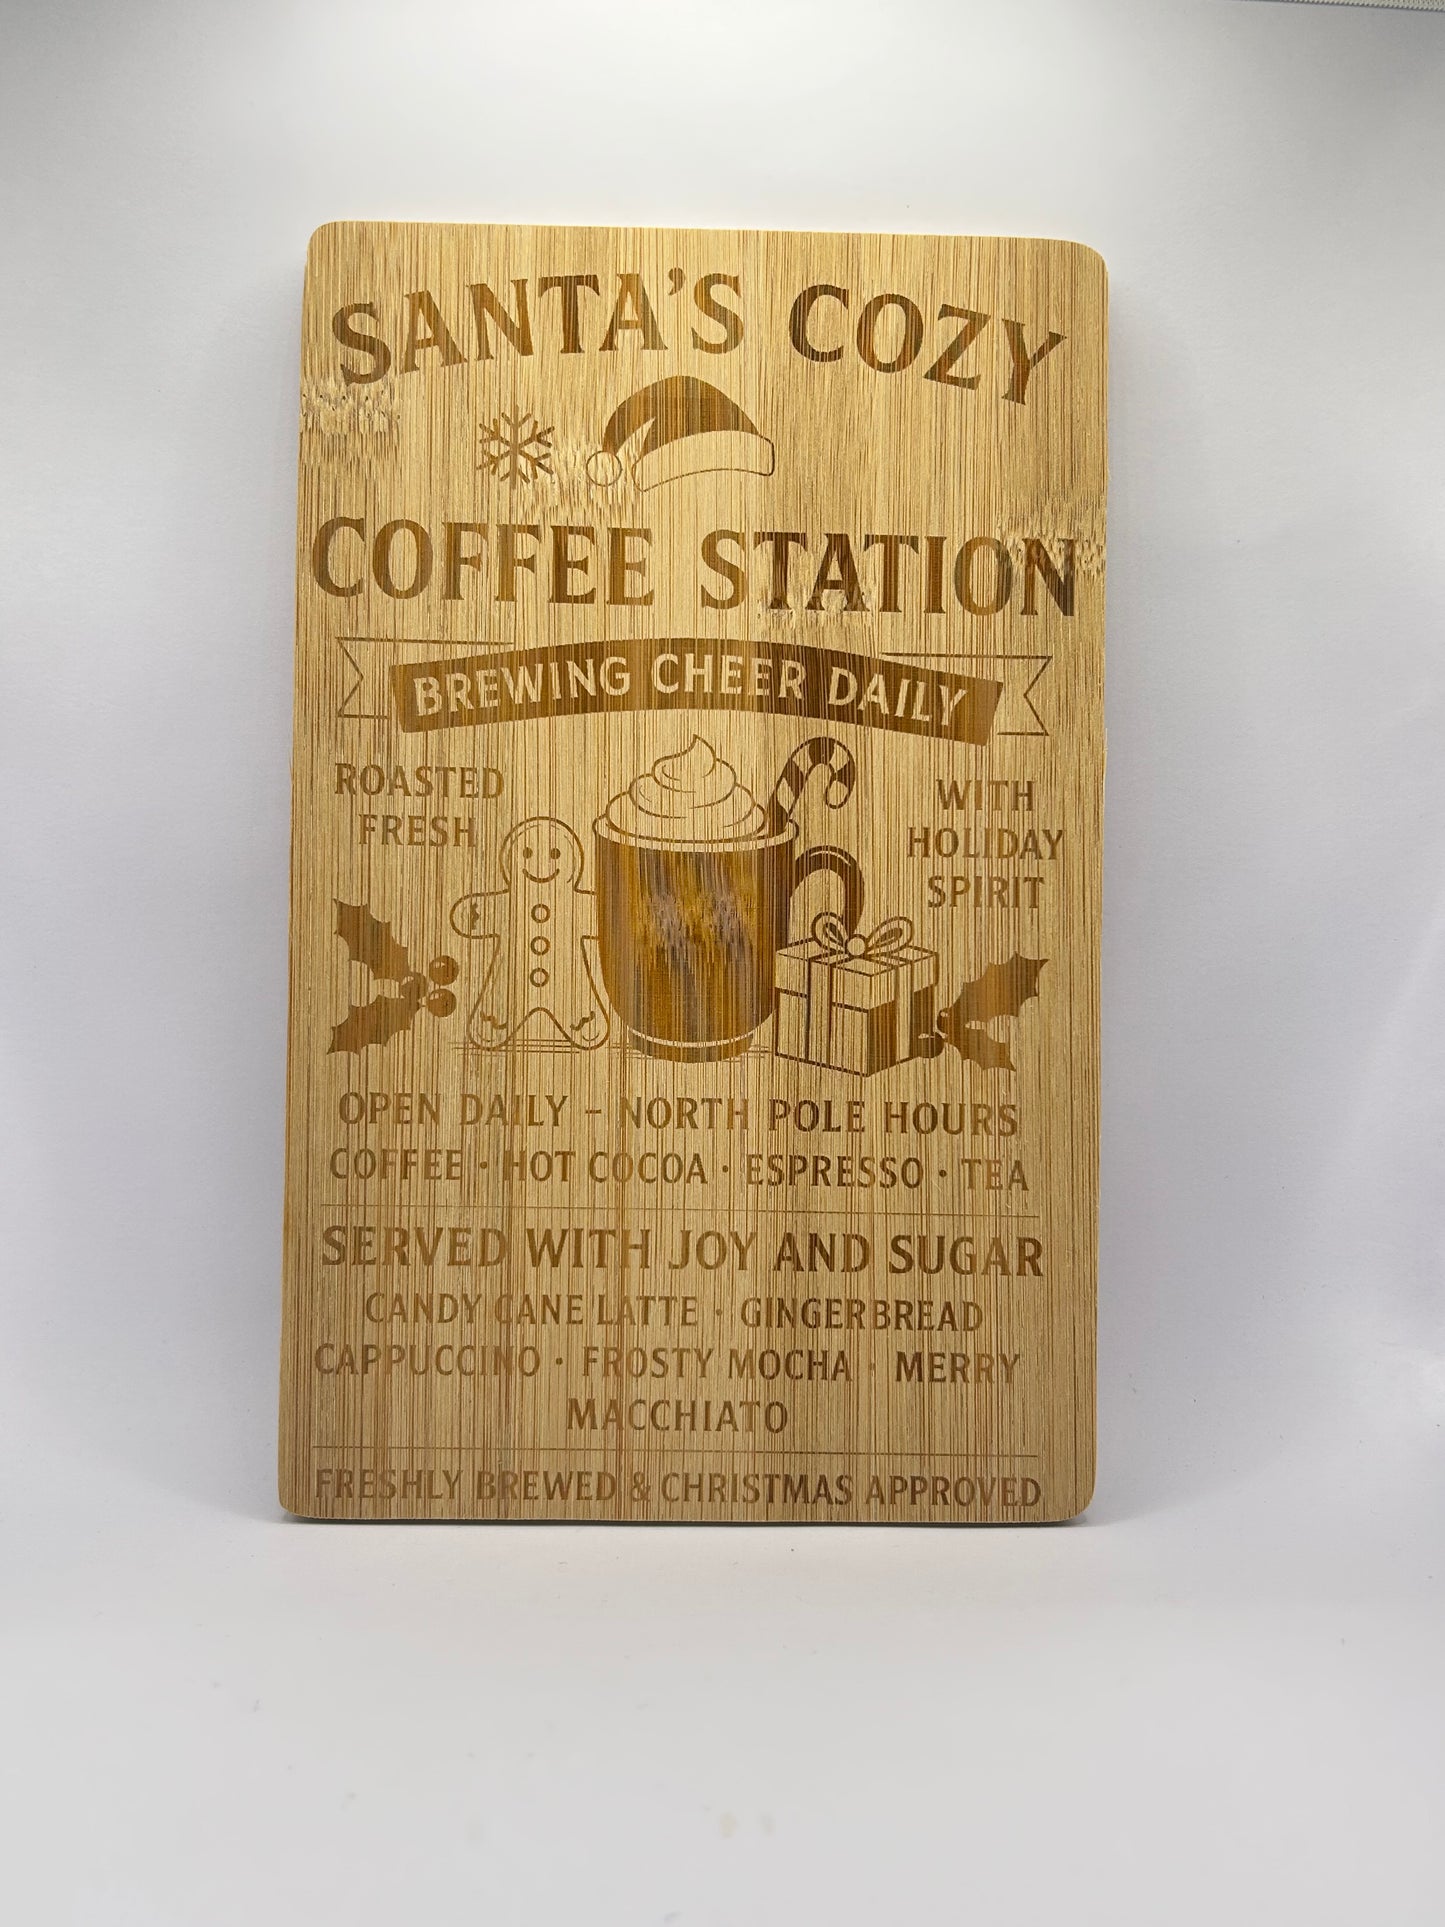 SANTA'S COZY
COFFEE STATION
BREWING CHEER DAILY
ROASTED
FRESH
WITH
HOLIDAY
SPIRIT
OPEN DAILY – NORTH POLE HOURS
COFFEE · HOT COCOA · ESPRESSO · TEA
SERVED WITH JOY AND SUGAR
CANDY CANE LATTE · GINGERBREAD
CAPPUCCINO · FROSTY MOCHA · MERRY
MACCHIATO
FRESHLY BREWED & CHRISTMAS APPROVED